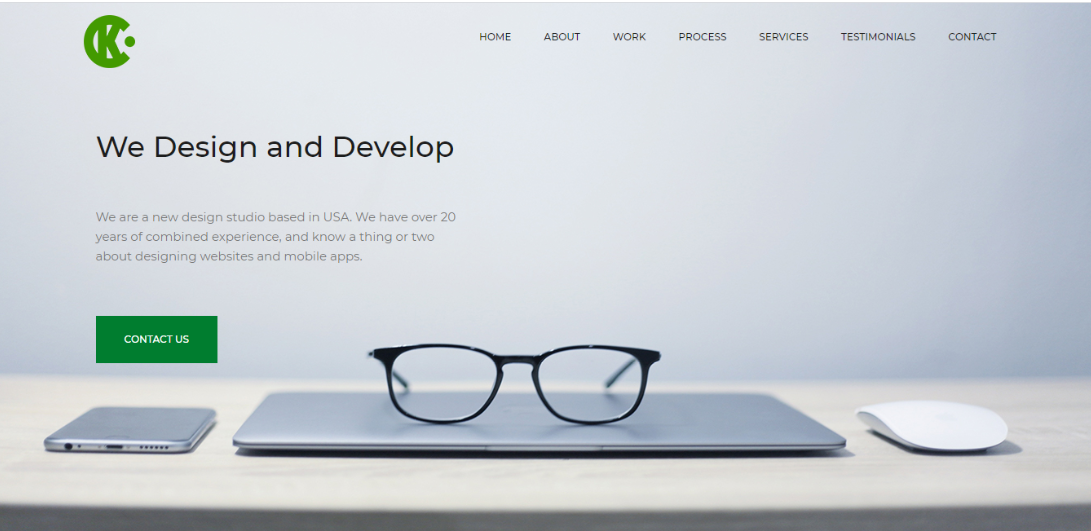 CK
HOME ABOUT WORK PROCESS SERVICES TESTIMONIALS CONTACT
We Design and Develop
We are a new design studio based in USA. We have over 20
years of combined experience, and know a thing or two
about designing websites and mobile apps.
CONTACT US